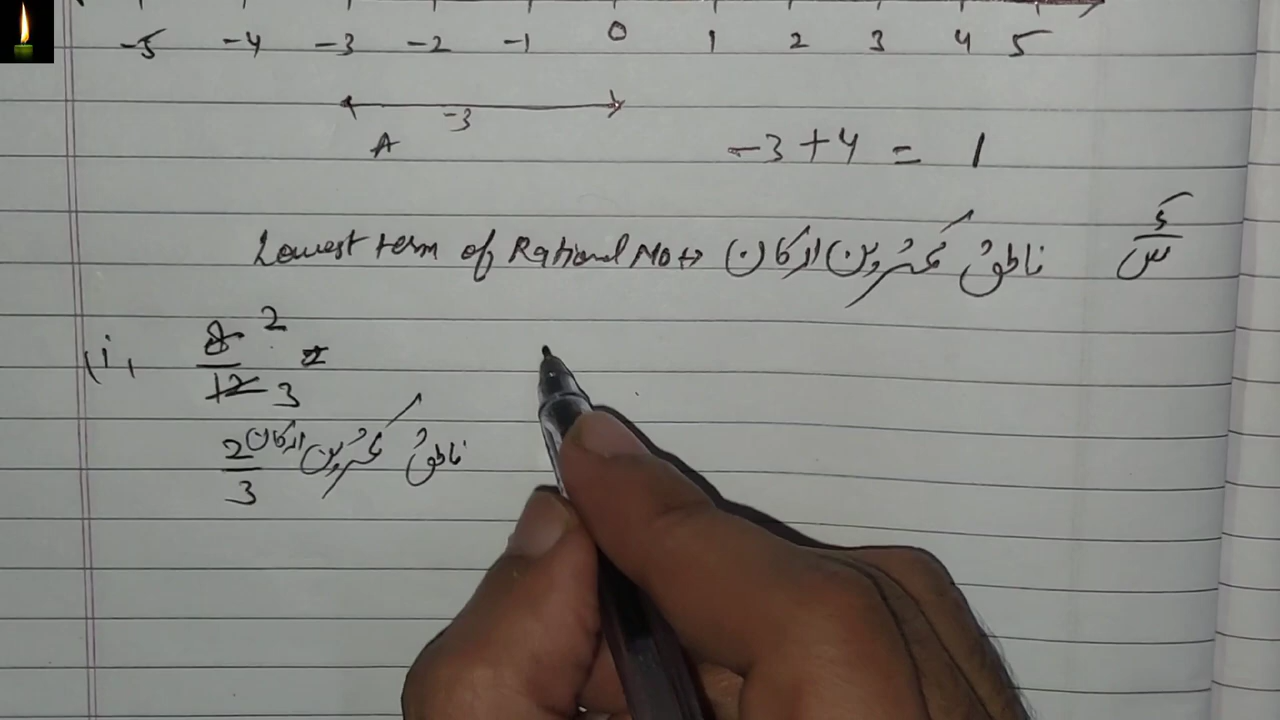 -5 -4 -3 -2 -1 0 1 2 3 4 5
-3
A
-3+4 = 1
Lowest term of Rational No → ناطق کمترین ارکان
س
(i) 8/12 2 3 =
2/3 ناطق کمترین ارکان